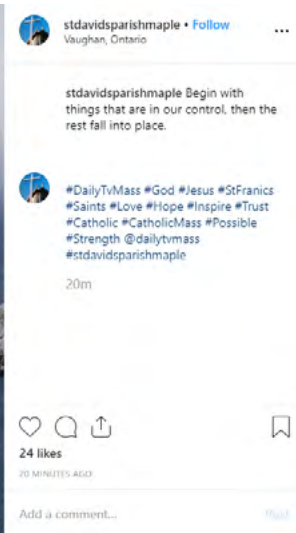 stdavidsparishmaple • Follow
Vaughan, Ontario
...
stdavidsparishmaple Begin with
things that are in our control, then the
rest fall into place.
#DailyTvMass #God #Jesus #StFranics
#Saints #Love #Hope #Inspire #Trust
#Catholic #CatholicMass #Possible
#Strength @dailytvmass
#stdavidsparishmaple
20m
24 likes
20 MINUTES AGO
Add a comment...
Post